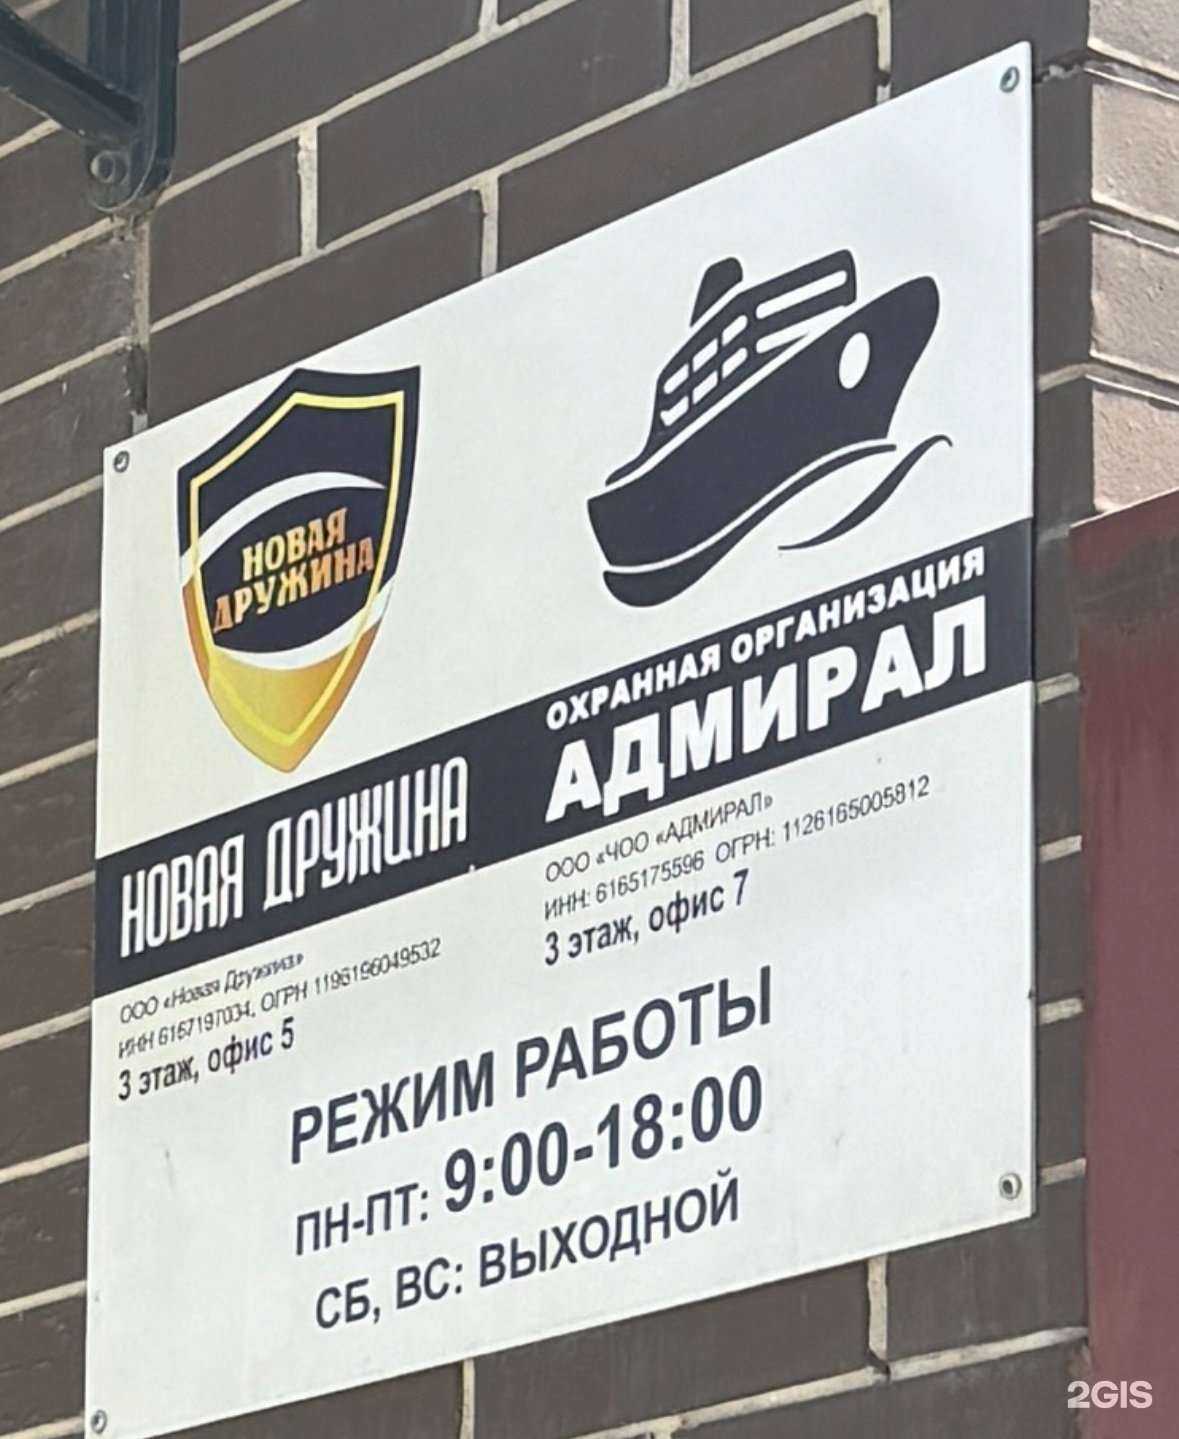 НОВАЯ
ДРУЖИНА
НОВАЯ ДРУЖИНА
ООО «Новая Дружина»
ИНН 6167197034, ОГРН 1196196049532
3 этаж, офис 5
ОХРАННАЯ ОРГАНИЗАЦИЯ
АДМИРАЛ
ООО «ЧОО «АДМИРАЛ»
ИНН: 6165175596 ОГРН: 1126165005812
3 этаж, офис 7
РЕЖИМ РАБОТЫ
ПН-ПТ: 9:00-18:00
СБ, ВС: ВЫХОДНОЙ
2GIS